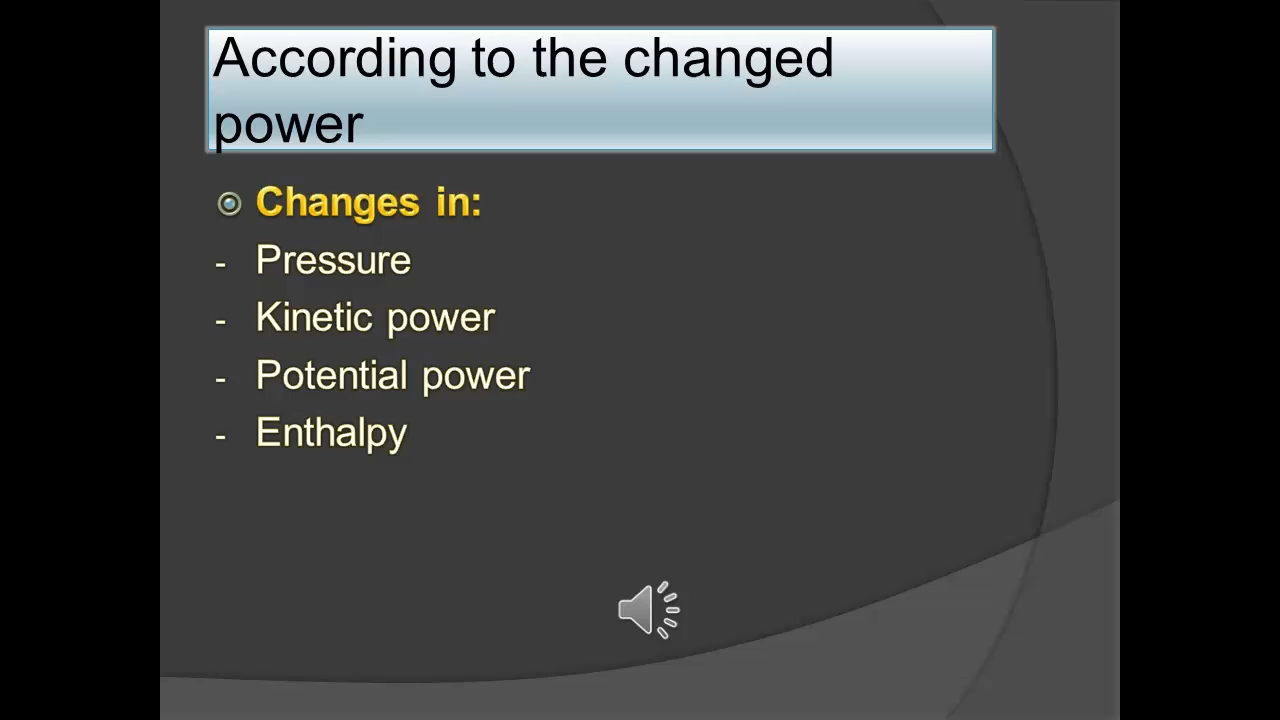 According to the changed
power
Changes in:
- Pressure
- Kinetic power
- Potential power
- Enthalpy